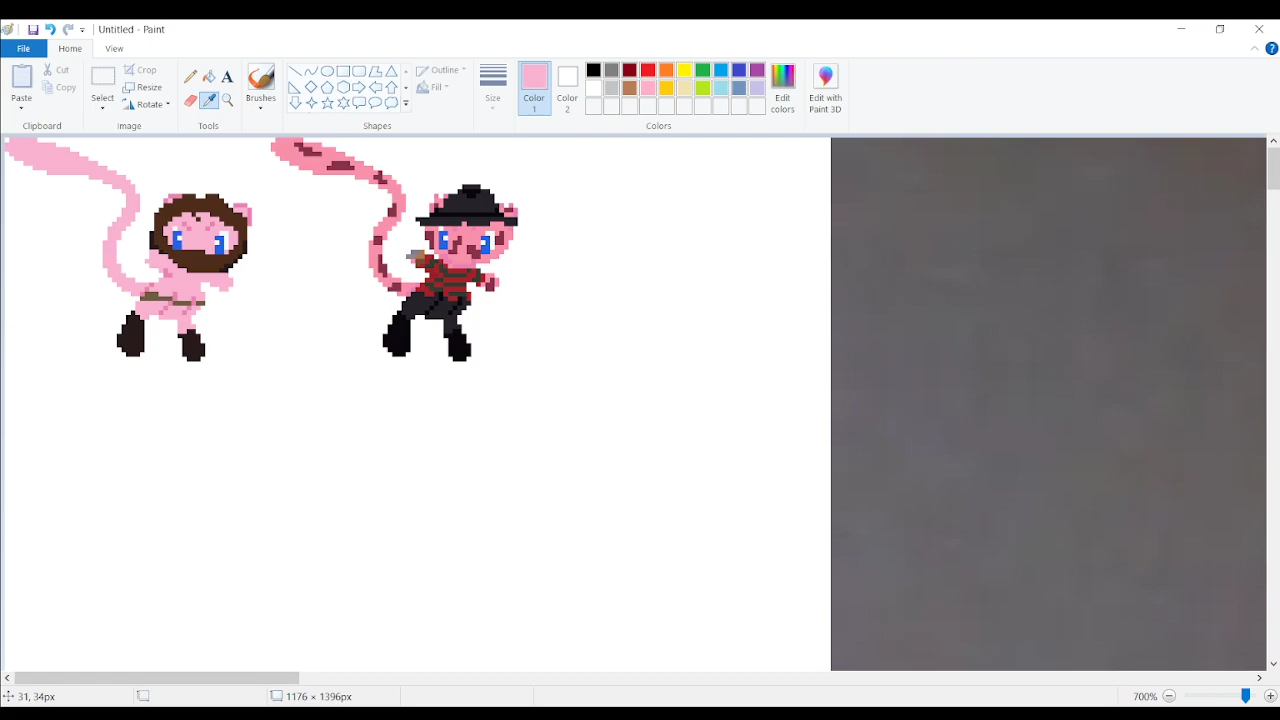 Untitled - Paint
File
Home
View
Paste
Cut
Copy
Clipboard
Select
Crop
Resize
Rotate
Image
A
Tools
Brushes
Outline
Fill
Shapes
Size
Color
1
Color
2
Colors
Edit
colors
Edit with
Paint 3D
?
31, 34px
1176 × 1396px
700%